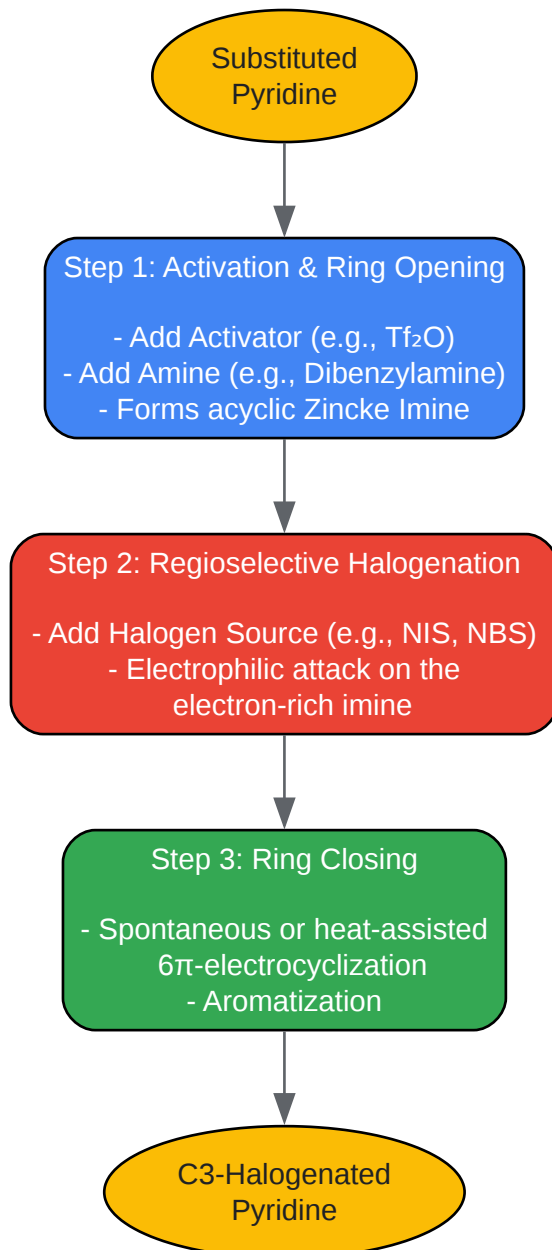 Substituted
Pyridine
Step 1: Activation & Ring Opening
- Add Activator (e.g., Tf₂O)
- Add Amine (e.g., Dibenzylamine)
- Forms acyclic Zincke Imine
Step 2: Regioselective Halogenation
- Add Halogen Source (e.g., NIS, NBS)
- Electrophilic attack on the
electron-rich imine
Step 3: Ring Closing
- Spontaneous or heat-assisted
6π-electrocyclization
- Aromatization
C3-Halogenated
Pyridine